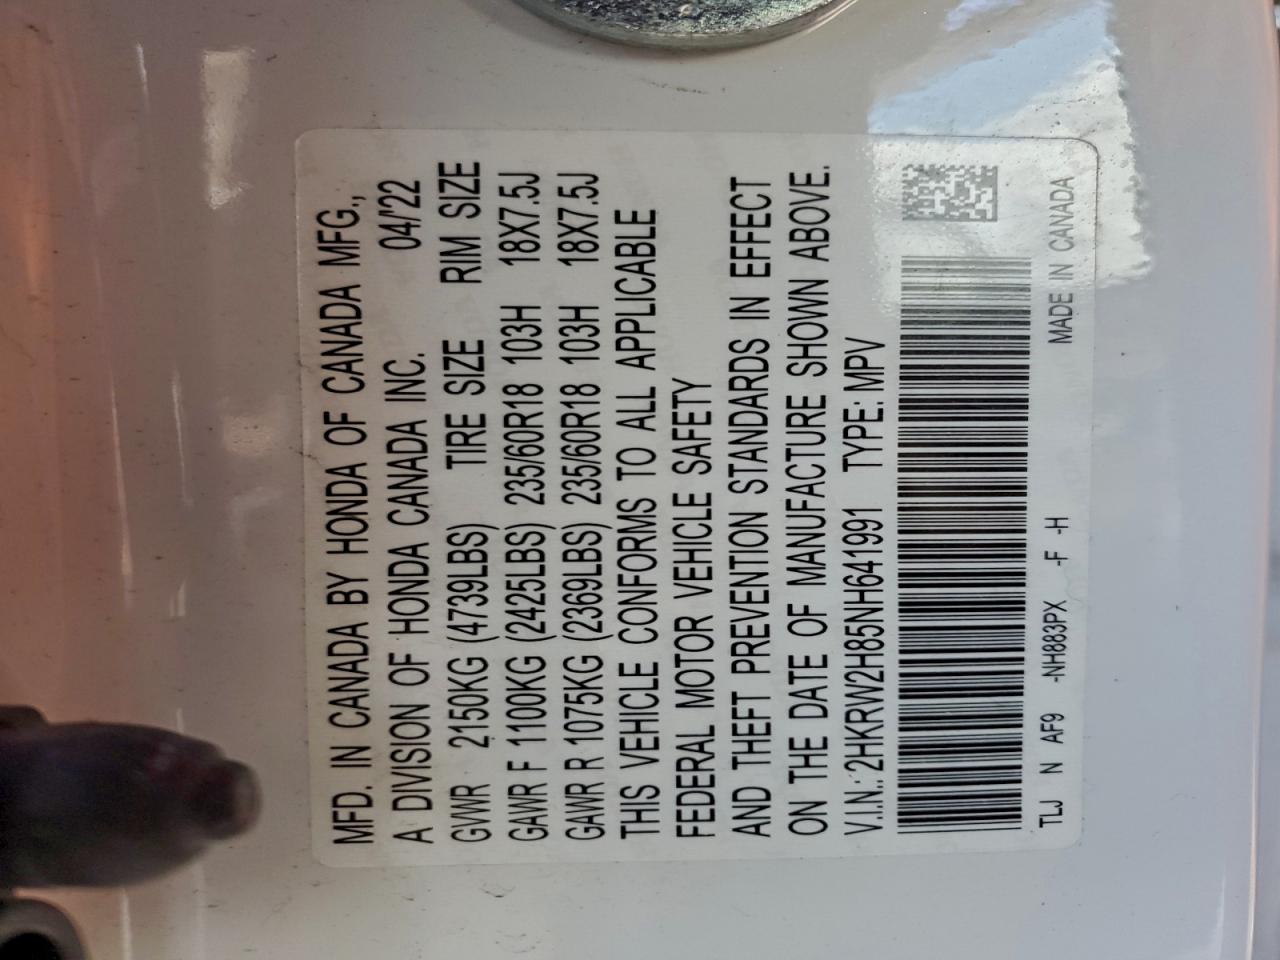 MFD. IN CANADA BY HONDA OF CANADA MFG.,
A DIVISION OF HONDA CANADA INC. 04/'22
GVWR 2150KG (4739LBS) TIRE SIZE RIM SIZE
GAWR F 1100KG (2425LBS) 235/60R18 103H 18X7.5J
GAWR R 1075KG (2369LBS) 235/60R18 103H 18X7.5J
THIS VEHICLE CONFORMS TO ALL APPLICABLE
FEDERAL MOTOR VEHICLE SAFETY
AND THEFT PREVENTION STANDARDS IN EFFECT
ON THE DATE OF MANUFACTURE SHOWN ABOVE.
V.I.N.:2HKRW2H85NH641991 TYPE:MPV
TLJ N AF9 -NH883PX -F -H MADE IN CANADA